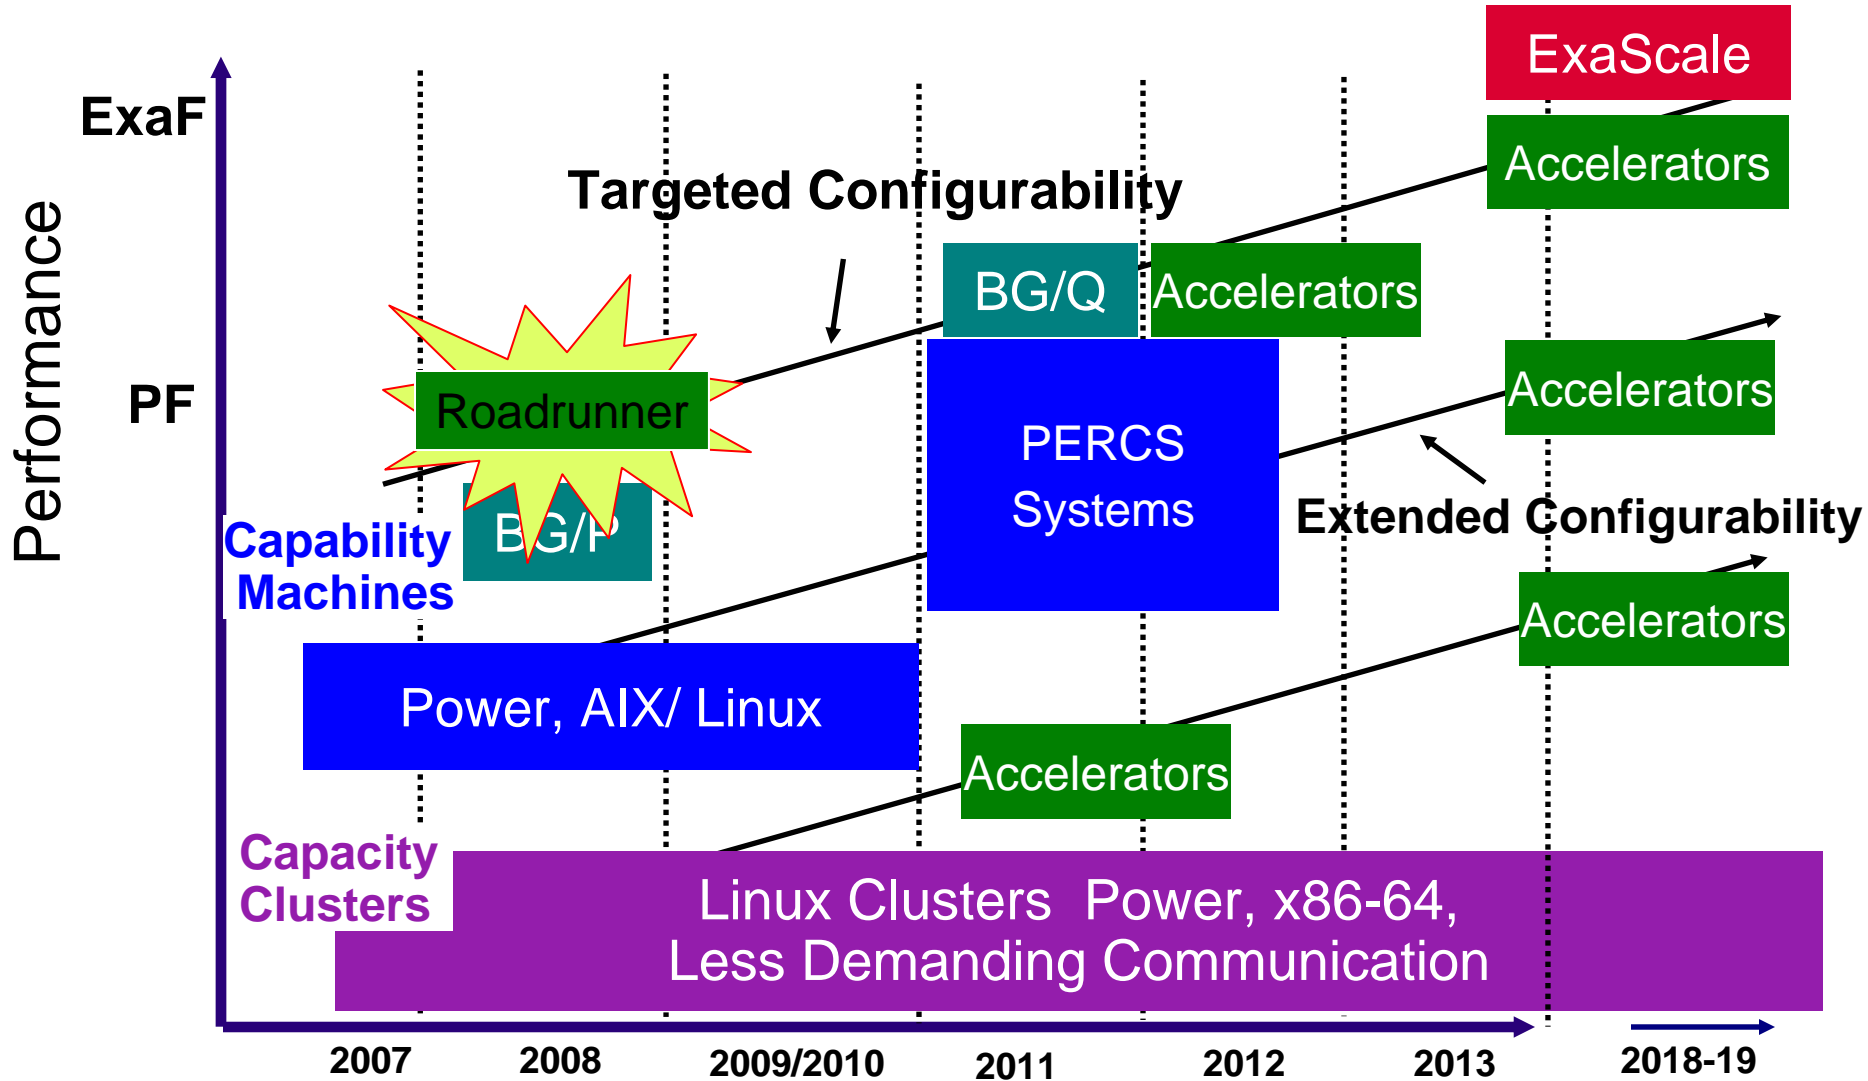 ExaScale
ExaF
Accelerators
Targeted Configurability
Performance
BG/Q
Accelerators
PF
Roadrunner
Accelerators
PERCS
Systems
BG/P
Extended Configurability
Capability
Machines
Accelerators
Power, AIX/ Linux
Accelerators
Capacity
Clusters
Linux Clusters  Power, x86-64,
Less Demanding Communication
2007
2008
2009/2010
2011
2012
2013
2018-19